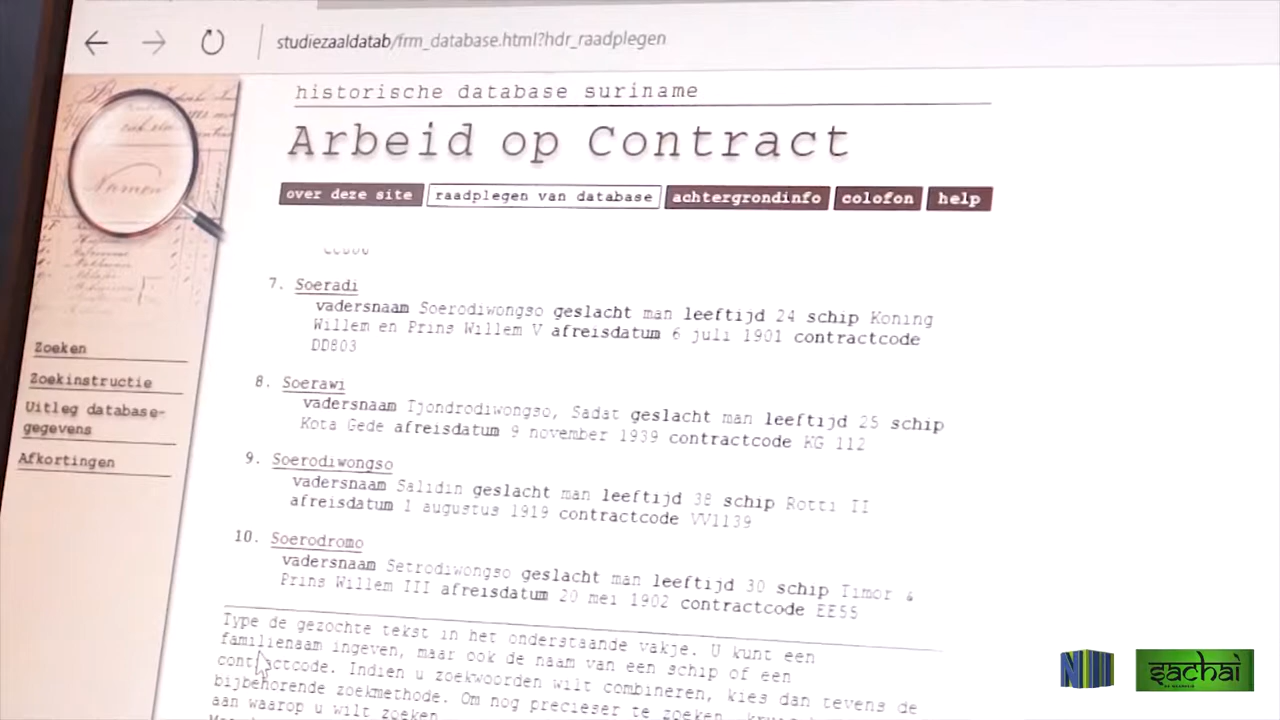 studiezaaldatab/frm_database.html?hdr_raadplegen
historische database suriname
Arbeid op Contract
over deze site raadplegen van database achtergrondinfo colofon help
Namen
7. Soeradi
vadersnaam Soerodiwongso geslacht man leeftijd 24 schip Koning
Willem en Prins Willem V afreisdatum 6 juli 1901 contractcode
DD803
8. Soerawi
vadersnaam Tjondrodiwongso, Sadat geslacht man leeftijd 25 schip
Kota Gede afreisdatum 9 november 1939 contractcode KG 112
9. Soerodiwongso
vadersnaam Salidin geslacht man leeftijd 38 schip Rotti II
afreisdatum 1 augustus 1919 contractcode VV1139
10. Soerodromo
vadersnaam Setrodiwongso geslacht man leeftijd 30 schip Timor &
Prins Willem III afreisdatum 20 mei 1902 contractcode EE55
Type de gezochte tekst in het onderstaande vakje. U kunt een
familienaam ingeven, maar ook de naam van een schip of een
contractcode. Indien u zoekwoorden wilt combineren, kies dan tevens de
bijbehorende zoekmethode. Om nog preciezer te zoeken,
aan waarop u wilt zoeken.
Zoeken
Zoekinstructie
Uitleg database-
gegevens
Afkortingen
sachai